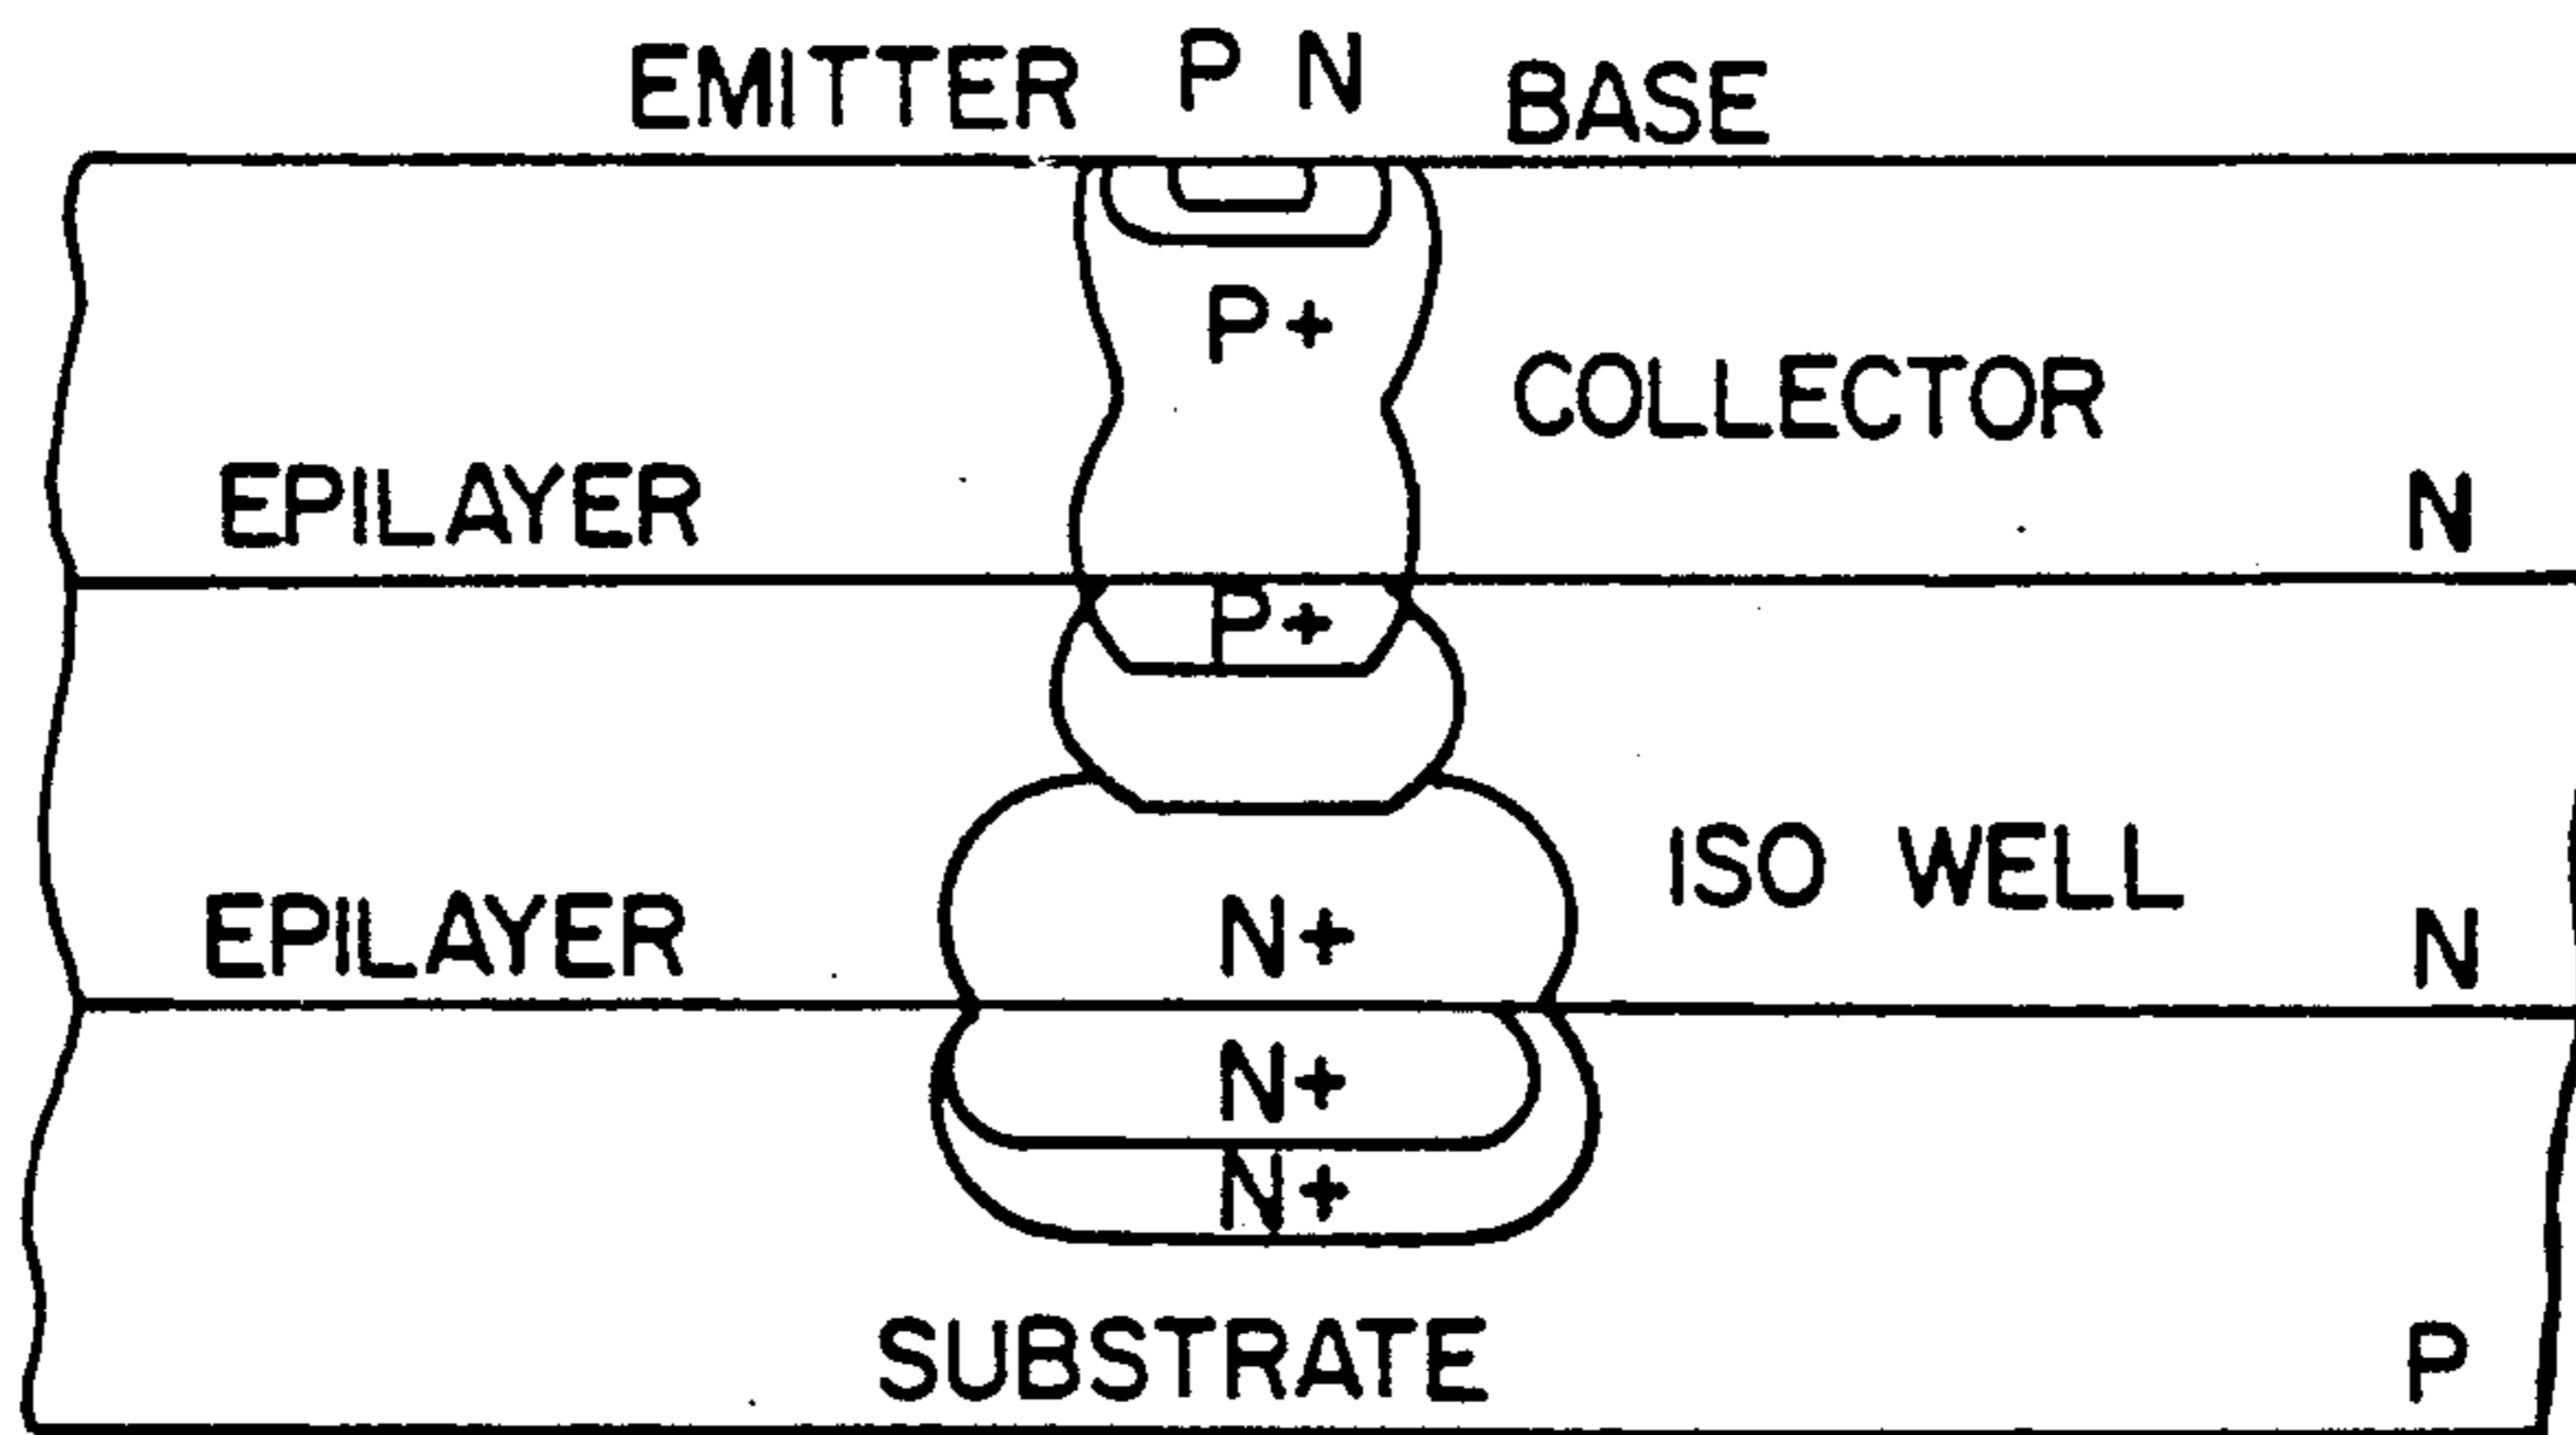 EMITTER P N BASE
P+
COLLECTOR
EPILAYER N
P+
ISO WELL
EPILAYER N+ N
N+
N+
SUBSTRATE P